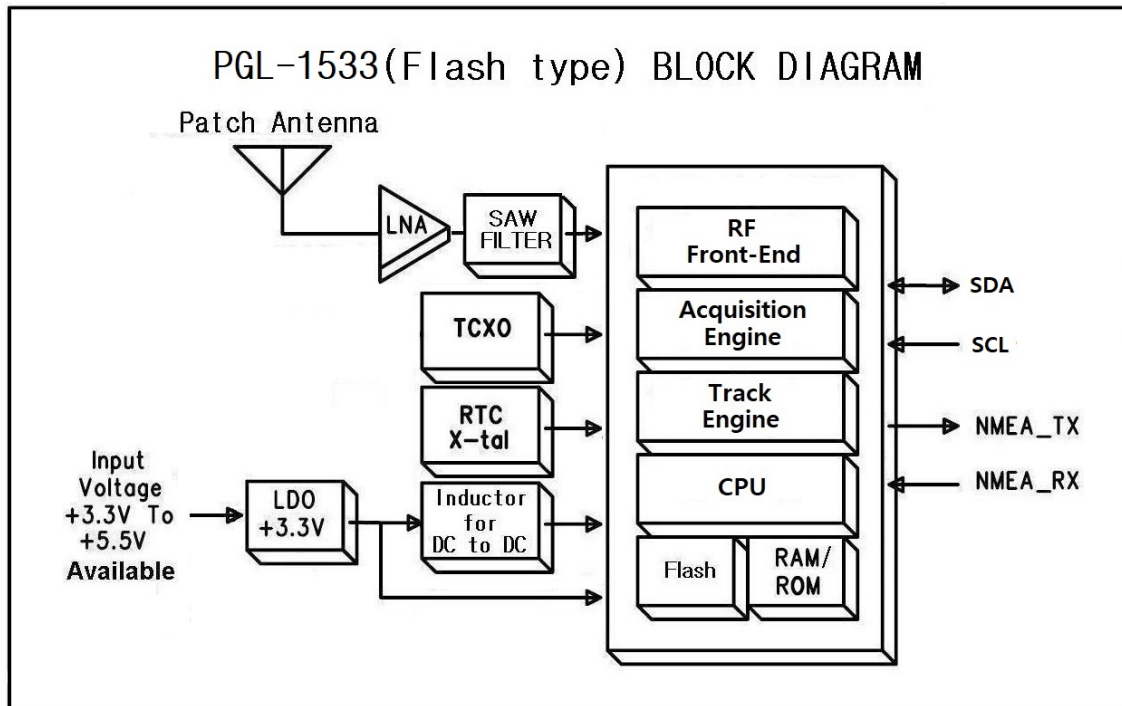 PGL-1533(Flash type) BLOCK DIAGRAM
Patch Antenna
LNA
SAW
FILTER
RF
Front-End
SDA
TCXO
Acquisition
Engine
SCL
RTC
X-tal
Track
Engine
NMEA_TX
Input
Voltage
+3.3V To
+5.5V
Available
LDO
+3.3V
Inductor
for
DC to DC
CPU
NMEA_RX
Flash
RAM/
ROM